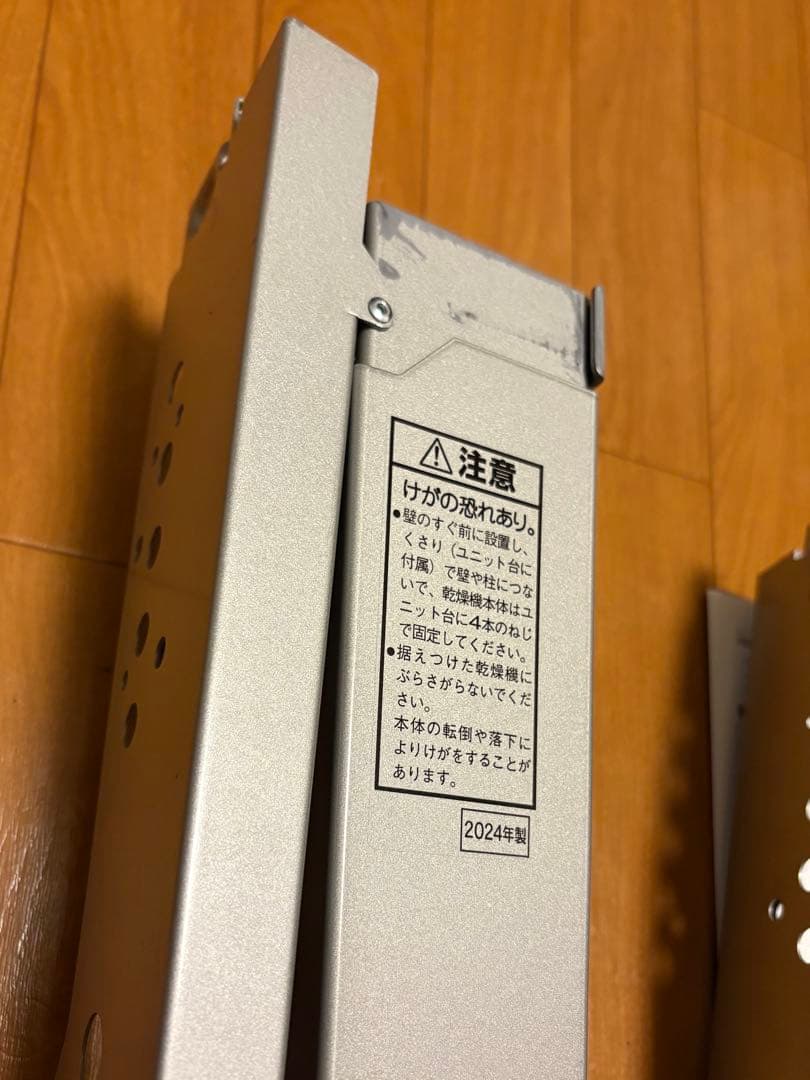 注意
けがの恐れあり。
●壁のすぐ前に設置し、
くさり（ユニット台に
付属）で壁や柱につな
いで、乾燥機本体はユ
ニット台に4本のねじ
で固定してください。
●据えつけた乾燥機に
ぶらさがらないでくだ
さい。
本体の転倒や落下に
よりけがをすることが
あります。
2024年製